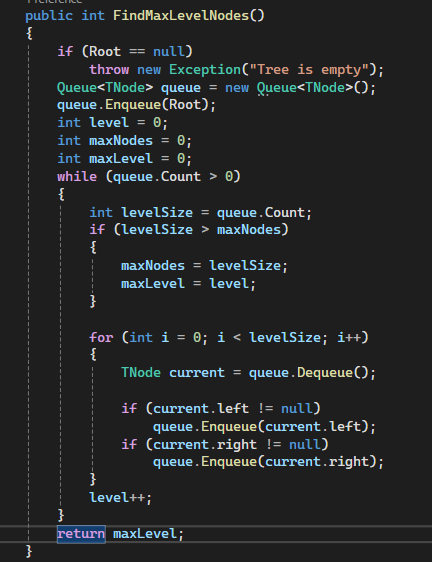 1 reference
public int FindMaxLevelNodes()
{
if (Root == null)
throw new Exception("Tree is empty");
Queue<TNode> queue = new Queue<TNode>();
queue.Enqueue(Root);
int level = 0;
int maxNodes = 0;
int maxLevel = 0;
while (queue.Count > 0)
{
int levelSize = queue.Count;
if (levelSize > maxNodes)
{
maxNodes = levelSize;
maxLevel = level;
}
for (int i = 0; i < levelSize; i++)
{
TNode current = queue.Dequeue();
if (current.left != null)
queue.Enqueue(current.left);
if (current.right != null)
queue.Enqueue(current.right);
}
level++;
}
return maxLevel;
}